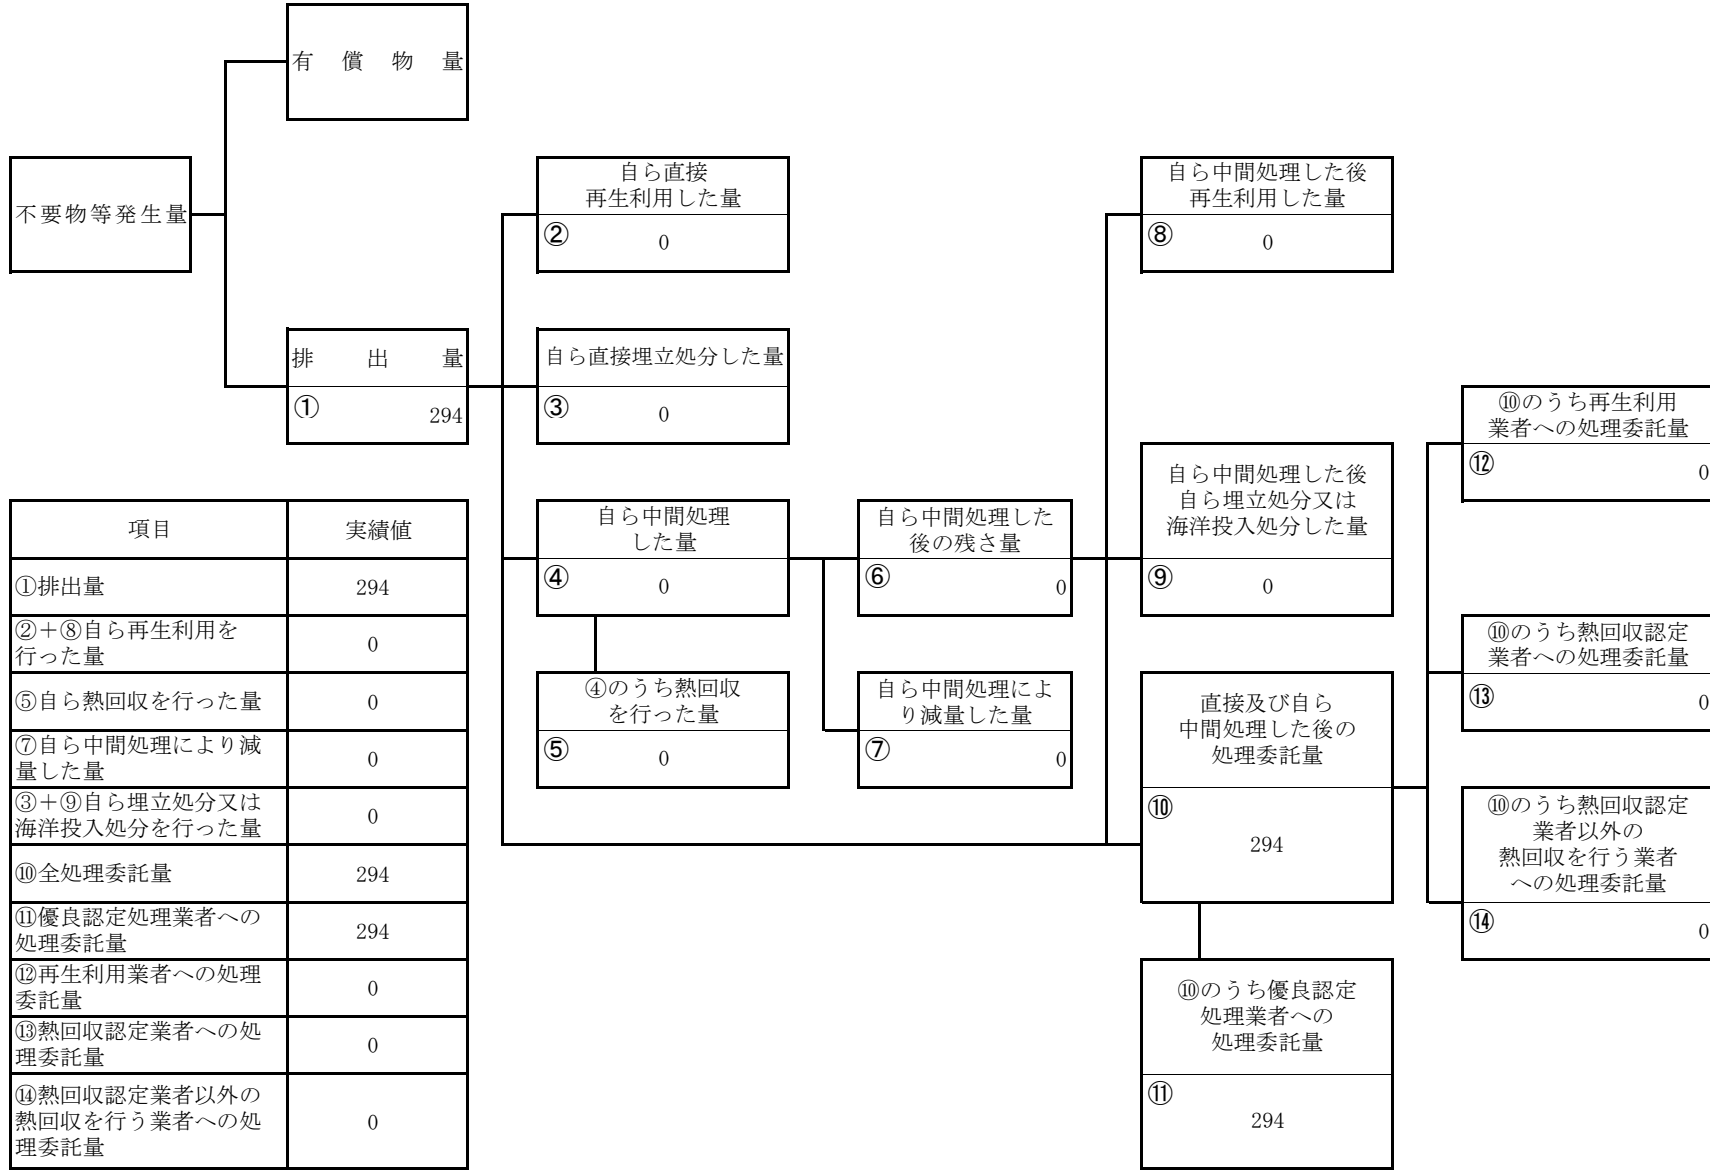 有償物量
不要物等発生量
排出量
①
294
自ら直接
再生利用した量
②
0
自ら直接埋立処分した量
③
0
自ら中間処理
した量
④
0
④のうち熱回収
を行った量
⑤
0
自ら中間処理した
後の残さ量
⑥
0
自ら中間処理によ
り減量した量
⑦
0
自ら中間処理した後
再生利用した量
⑧
0
自ら中間処理した後
自ら埋立処分又は
海洋投入処分した量
⑨
0
直接及び自ら
中間処理した後の
処理委託量
⑩
294
⑩のうち優良認定
処理業者への
処理委託量
⑪
294
⑩のうち再生利用
業者への処理委託量
⑫
0
⑩のうち熱回収認定
業者への処理委託量
⑬
0
⑩のうち熱回収認定
業者以外の
熱回収を行う業者
への処理委託量
⑭
0
項目
実績値
①排出量
294
②+⑧自ら再生利用を
行った量
0
⑤自ら熱回収を行った量
0
⑦自ら中間処理により減
量した量
0
③+⑨自ら埋立処分又は
海洋投入処分を行った量
0
⑩全処理委託量
294
⑪優良認定処理業者への
処理委託量
294
⑫再生利用業者への処理
委託量
0
⑬熱回収認定業者への処
理委託量
0
⑭熱回収認定業者以外の
熱回収を行う業者への処
理委託量
0